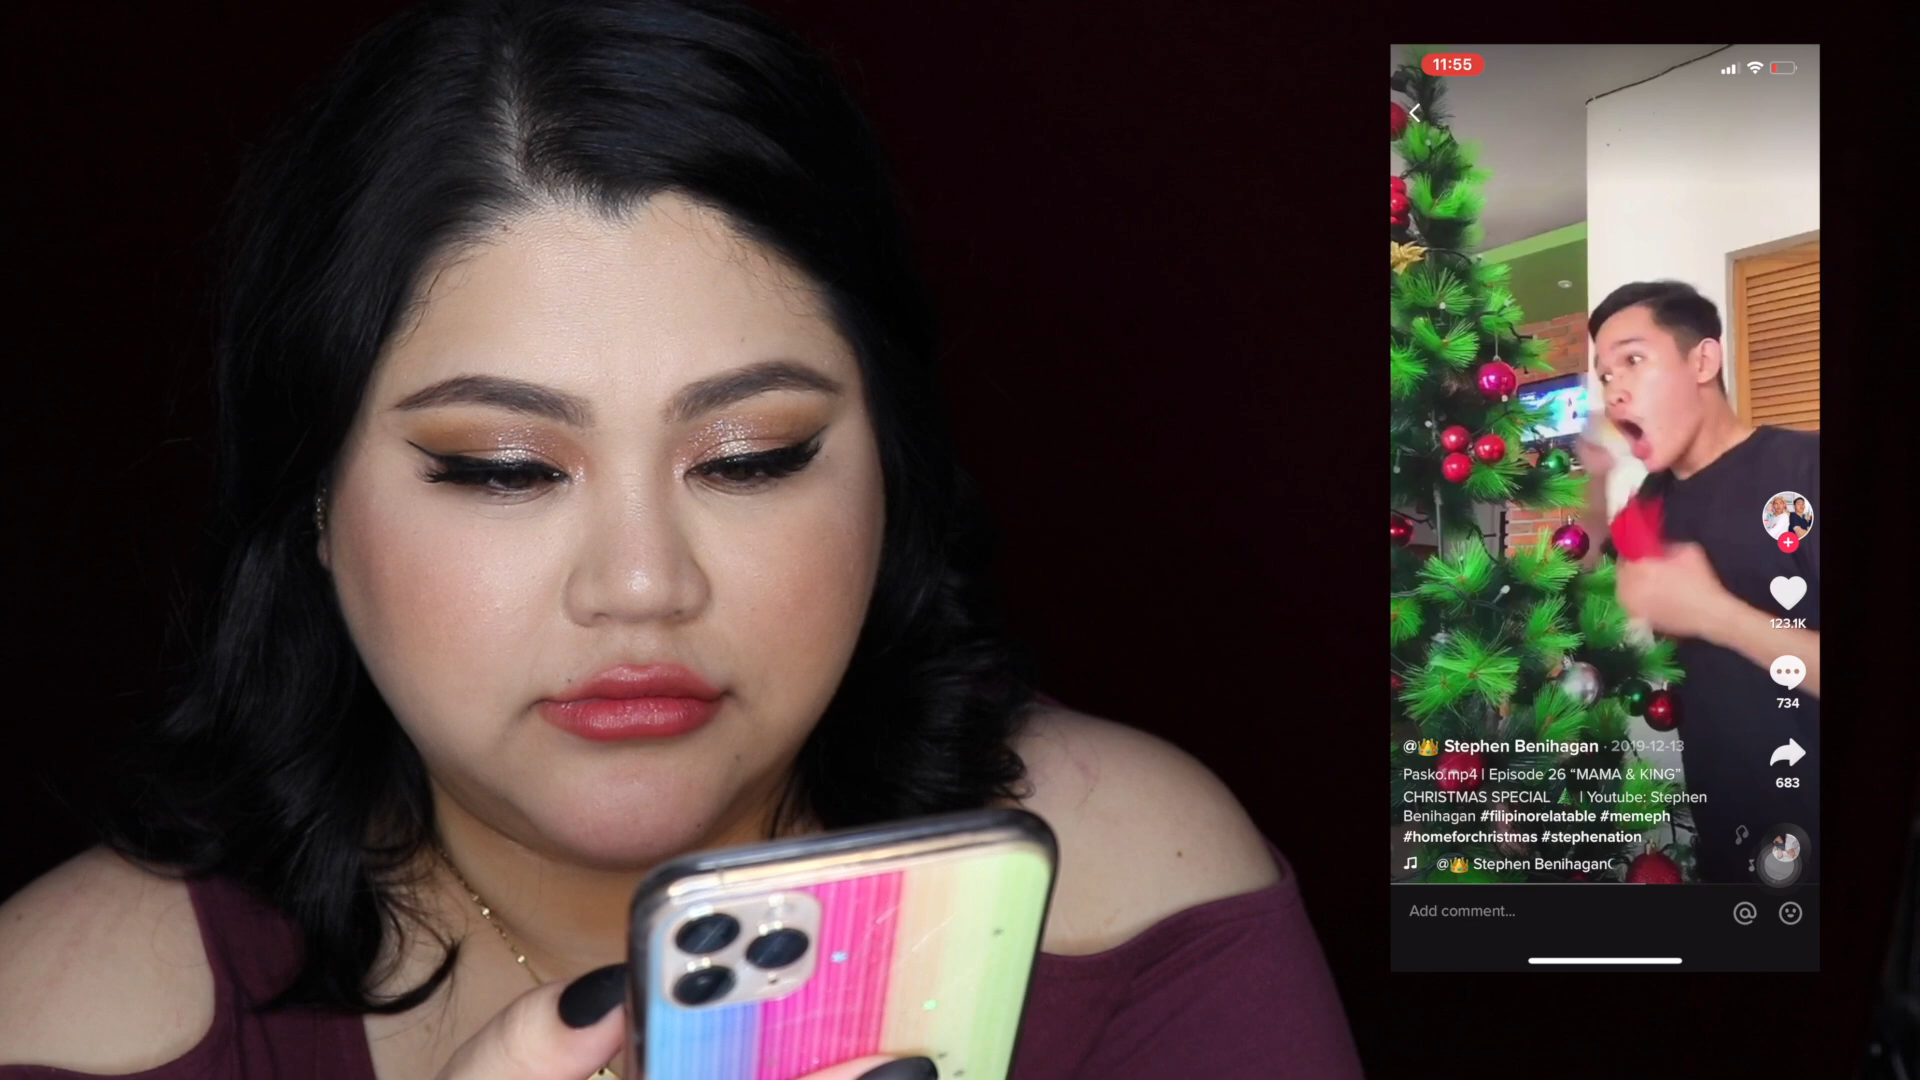 11:55
123.1K
734
@👑 Stephen Benihagan · 2019-12-13
Pasko.mp4 | Episode 26 “MAMA & KING”
683
CHRISTMAS SPECIAL 🎄 | Youtube: Stephen
Benihagan #filipinorelatable #memeph
#homeforchristmas #stephenation
@👑 Stephen Benihagan
Add comment...